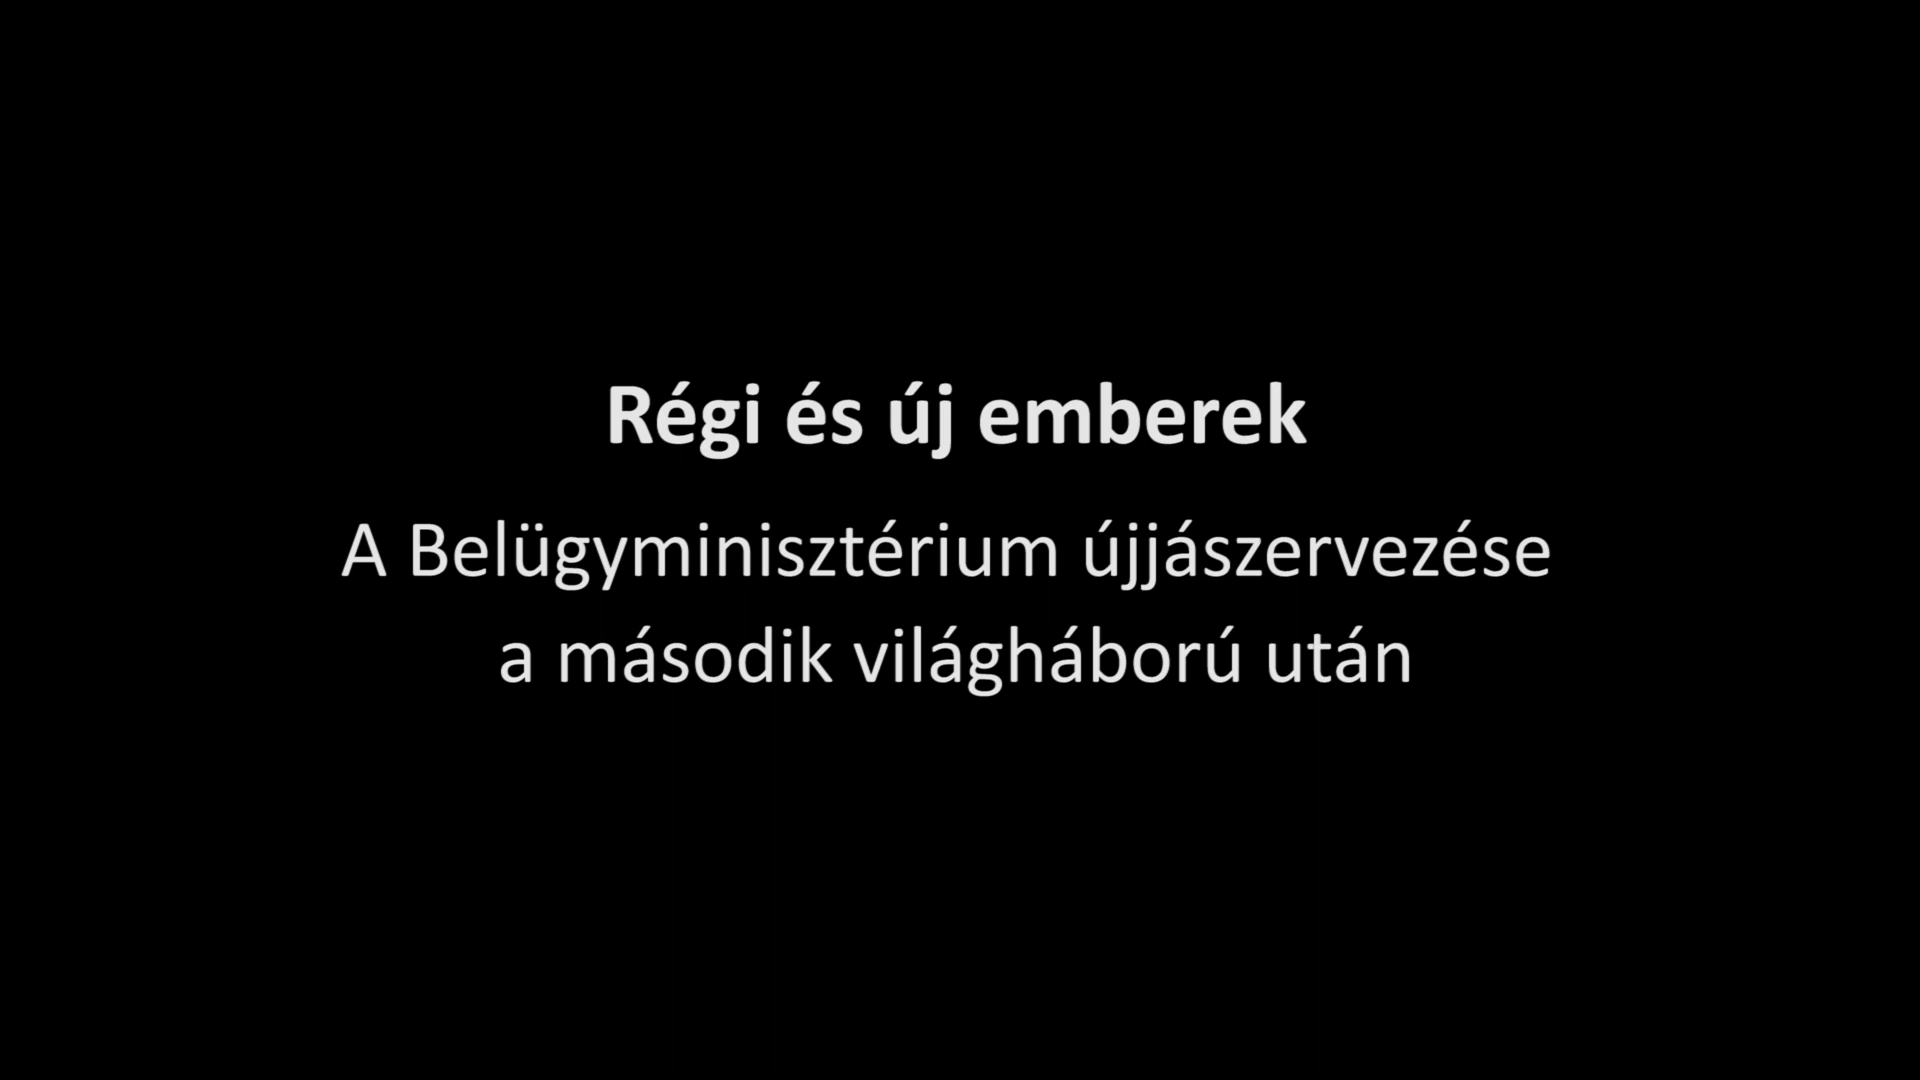 Régi és új emberek
A Belügyminisztérium újjászervezése
a második világháború után